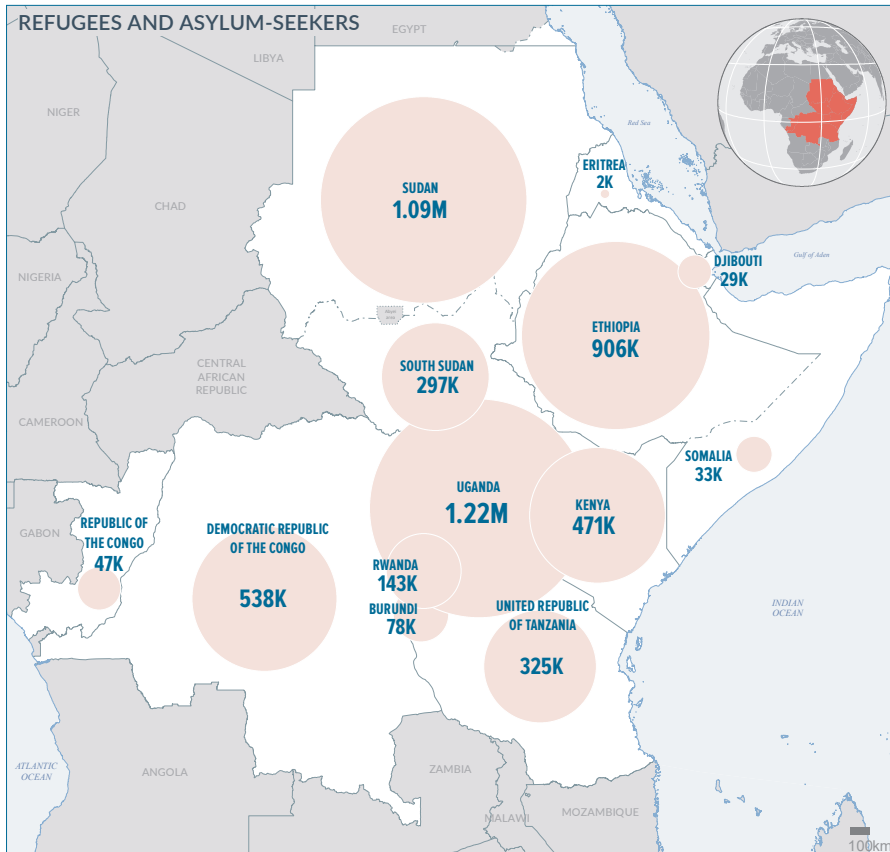 REFUGEES AND ASYLUM-SEEKERS
EGYPT
LIBYA
NIGER
Red Sea
ERITREA
2K
SUDAN
1.09M
CHAD
Gulf of Aden
DJIBOUTI
29K
NIGERIA
ETHIOPIA
906K
CENTRAL
AFRICAN
REPUBLIC
SOUTH SUDAN
297K
CAMEROON
SOMALIA
33K
UGANDA
1.22M
KENYA
471K
GABON
REPUBLIC OF
THE CONGO
47K
DEMOCRATIC REPUBLIC
OF THE CONGO
538K
RWANDA
143K
BURUNDI
78K
UNITED REPUBLIC
OF TANZANIA
325K
INDIAN
OCEAN
ATLANTIC
OCEAN
ANGOLA
ZAMBIA
MALAWI
MOZAMBIQUE
100km